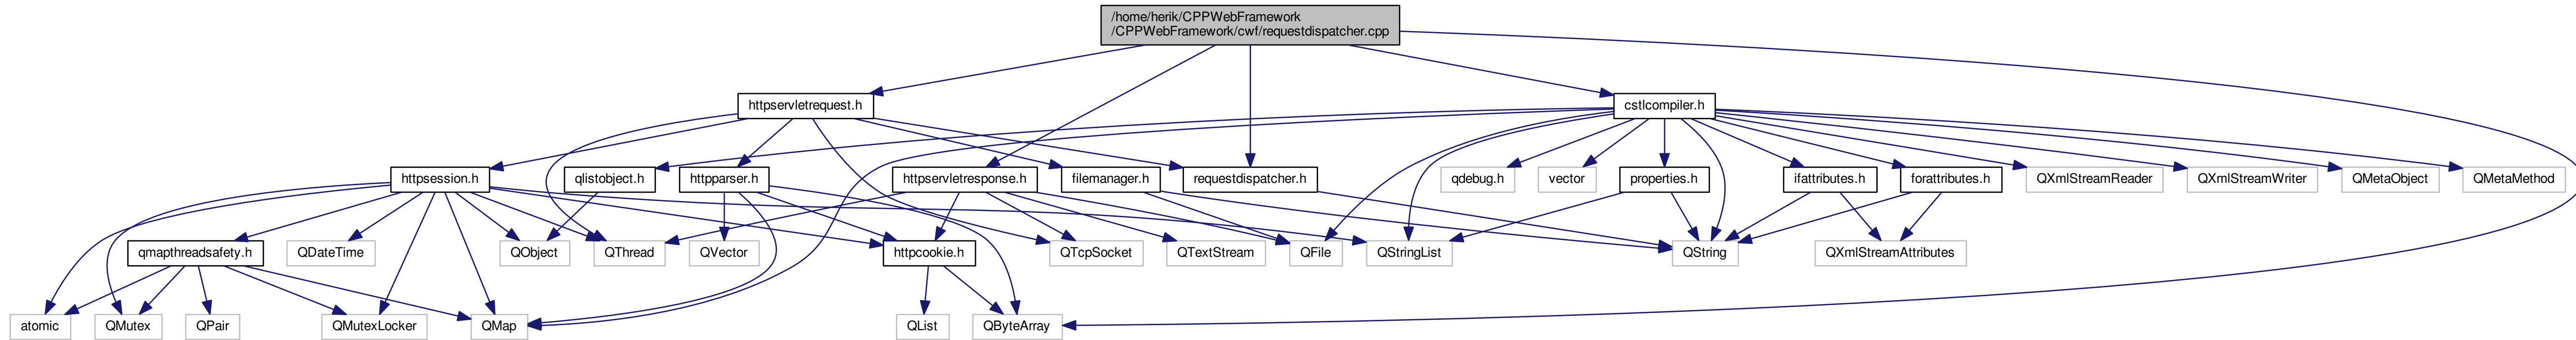 /home/herik/CPPWebFramework
/CPPWebFramework/cwf/requestdispatcher.cpp
httpservletrequest.h
cstlcompiler.h
httpsession.h
qlistobject.h
httpparser.h
httpservletresponse.h
filemanager.h
requestdispatcher.h
qdebug.h
vector
properties.h
ifattributes.h
forattributes.h
QXmlStreamReader
QXmlStreamWriter
QMetaObject
QMetaMethod
qmapthreadsafety.h
QDateTime
QObject
QThread
QVector
httpcookie.h
QTcpSocket
QTextStream
QFile
QStringList
QString
QXmlStreamAttributes
atomic
QMutex
QPair
QMutexLocker
QMap
QList
QByteArray